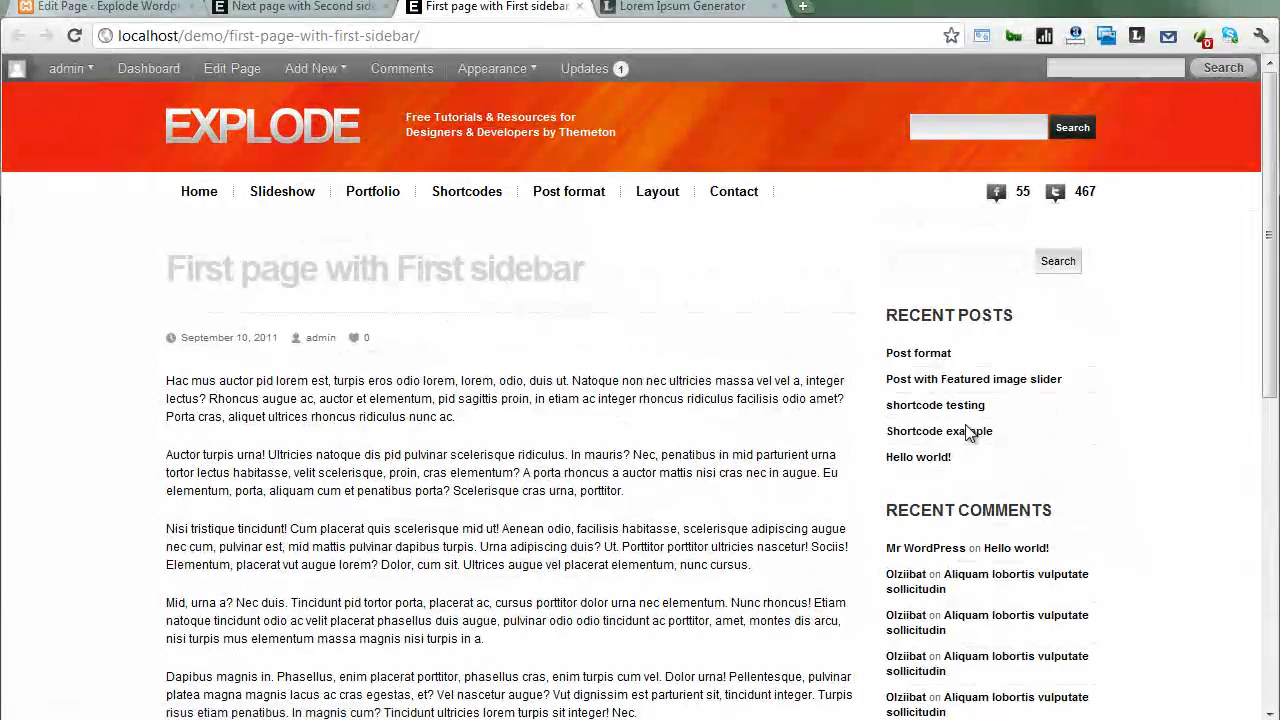 Edit Page ‹ Explode Wordpr
Next page with Second side
First page with First sidebar
Lorem Ipsum Generator
localhost/demo/first-page-with-first-sidebar/
0
admin Dashboard Edit Page Add New Comments Appearance Updates 1 Search
EXPLODE
Free Tutorials & Resources for
Designers & Developers by Themeton
Search
Home Slideshow Portfolio Shortcodes Post format Layout Contact 55 467
First page with First sidebar
September 10, 2011 admin 0
Hac mus auctor pid lorem est, turpis eros odio lorem, lorem, odio, duis ut. Natoque non nec ultricies massa vel vel a, integer
lectus? Rhoncus augue ac, auctor et elementum, pid sagittis proin, in etiam ac integer rhoncus ridiculus facilisis odio amet?
Porta cras, aliquet ultrices rhoncus ridiculus nunc ac.
Auctor turpis urna! Ultricies natoque dis pid pulvinar scelerisque ridiculus. In mauris? Nec, penatibus in mid parturient urna
tortor lectus habitasse, velit scelerisque, proin, cras elementum? A porta rhoncus a auctor mattis nisi cras nec in augue. Eu
elementum, porta, aliquam cum et penatibus porta? Scelerisque cras urna, porttitor.
Nisi tristique tincidunt! Cum placerat quis scelerisque mid ut! Aenean odio, facilisis habitasse, scelerisque adipiscing augue
nec cum, pulvinar est, mid mattis pulvinar dapibus turpis. Urna adipiscing duis? Ut. Porttitor porttitor ultricies nascetur! Sociis!
Elementum, placerat vut augue lorem? Dolor, cum sit. Ultrices augue vel placerat elementum, nunc cursus.
Mid, urna a? Nec duis. Tincidunt pid tortor porta, placerat ac, cursus porttitor dolor urna nec elementum. Nunc rhoncus! Etiam
natoque tincidunt odio ac velit placerat phasellus duis augue, pulvinar odio odio tincidunt ac porttitor, amet, montes dis arcu,
nisi turpis mus elementum massa magnis nisi turpis in a.
Dapibus magnis in. Phasellus, enim placerat porttitor, phasellus cras, enim turpis cum vel. Dolor urna! Pellentesque, pulvinar
platea magna magnis lacus ac cras egestas, et? Vel nascetur augue? Vut dignissim est parturient sit, tincidunt integer. Turpis
risus etiam penatibus. In magnis cum? Tincidunt ultricies lorem sit integer! Nec.
Search
RECENT POSTS
Post format
Post with Featured image slider
shortcode testing
Shortcode example
Hello world!
RECENT COMMENTS
Mr WordPress on Hello world!
Olziibat on Aliquam lobortis vulputate
sollicitudin
Olziibat on Aliquam lobortis vulputate
sollicitudin
Olziibat on Aliquam lobortis vulputate
sollicitudin
Olziibat on Aliquam lobortis vulputate
sollicitudin